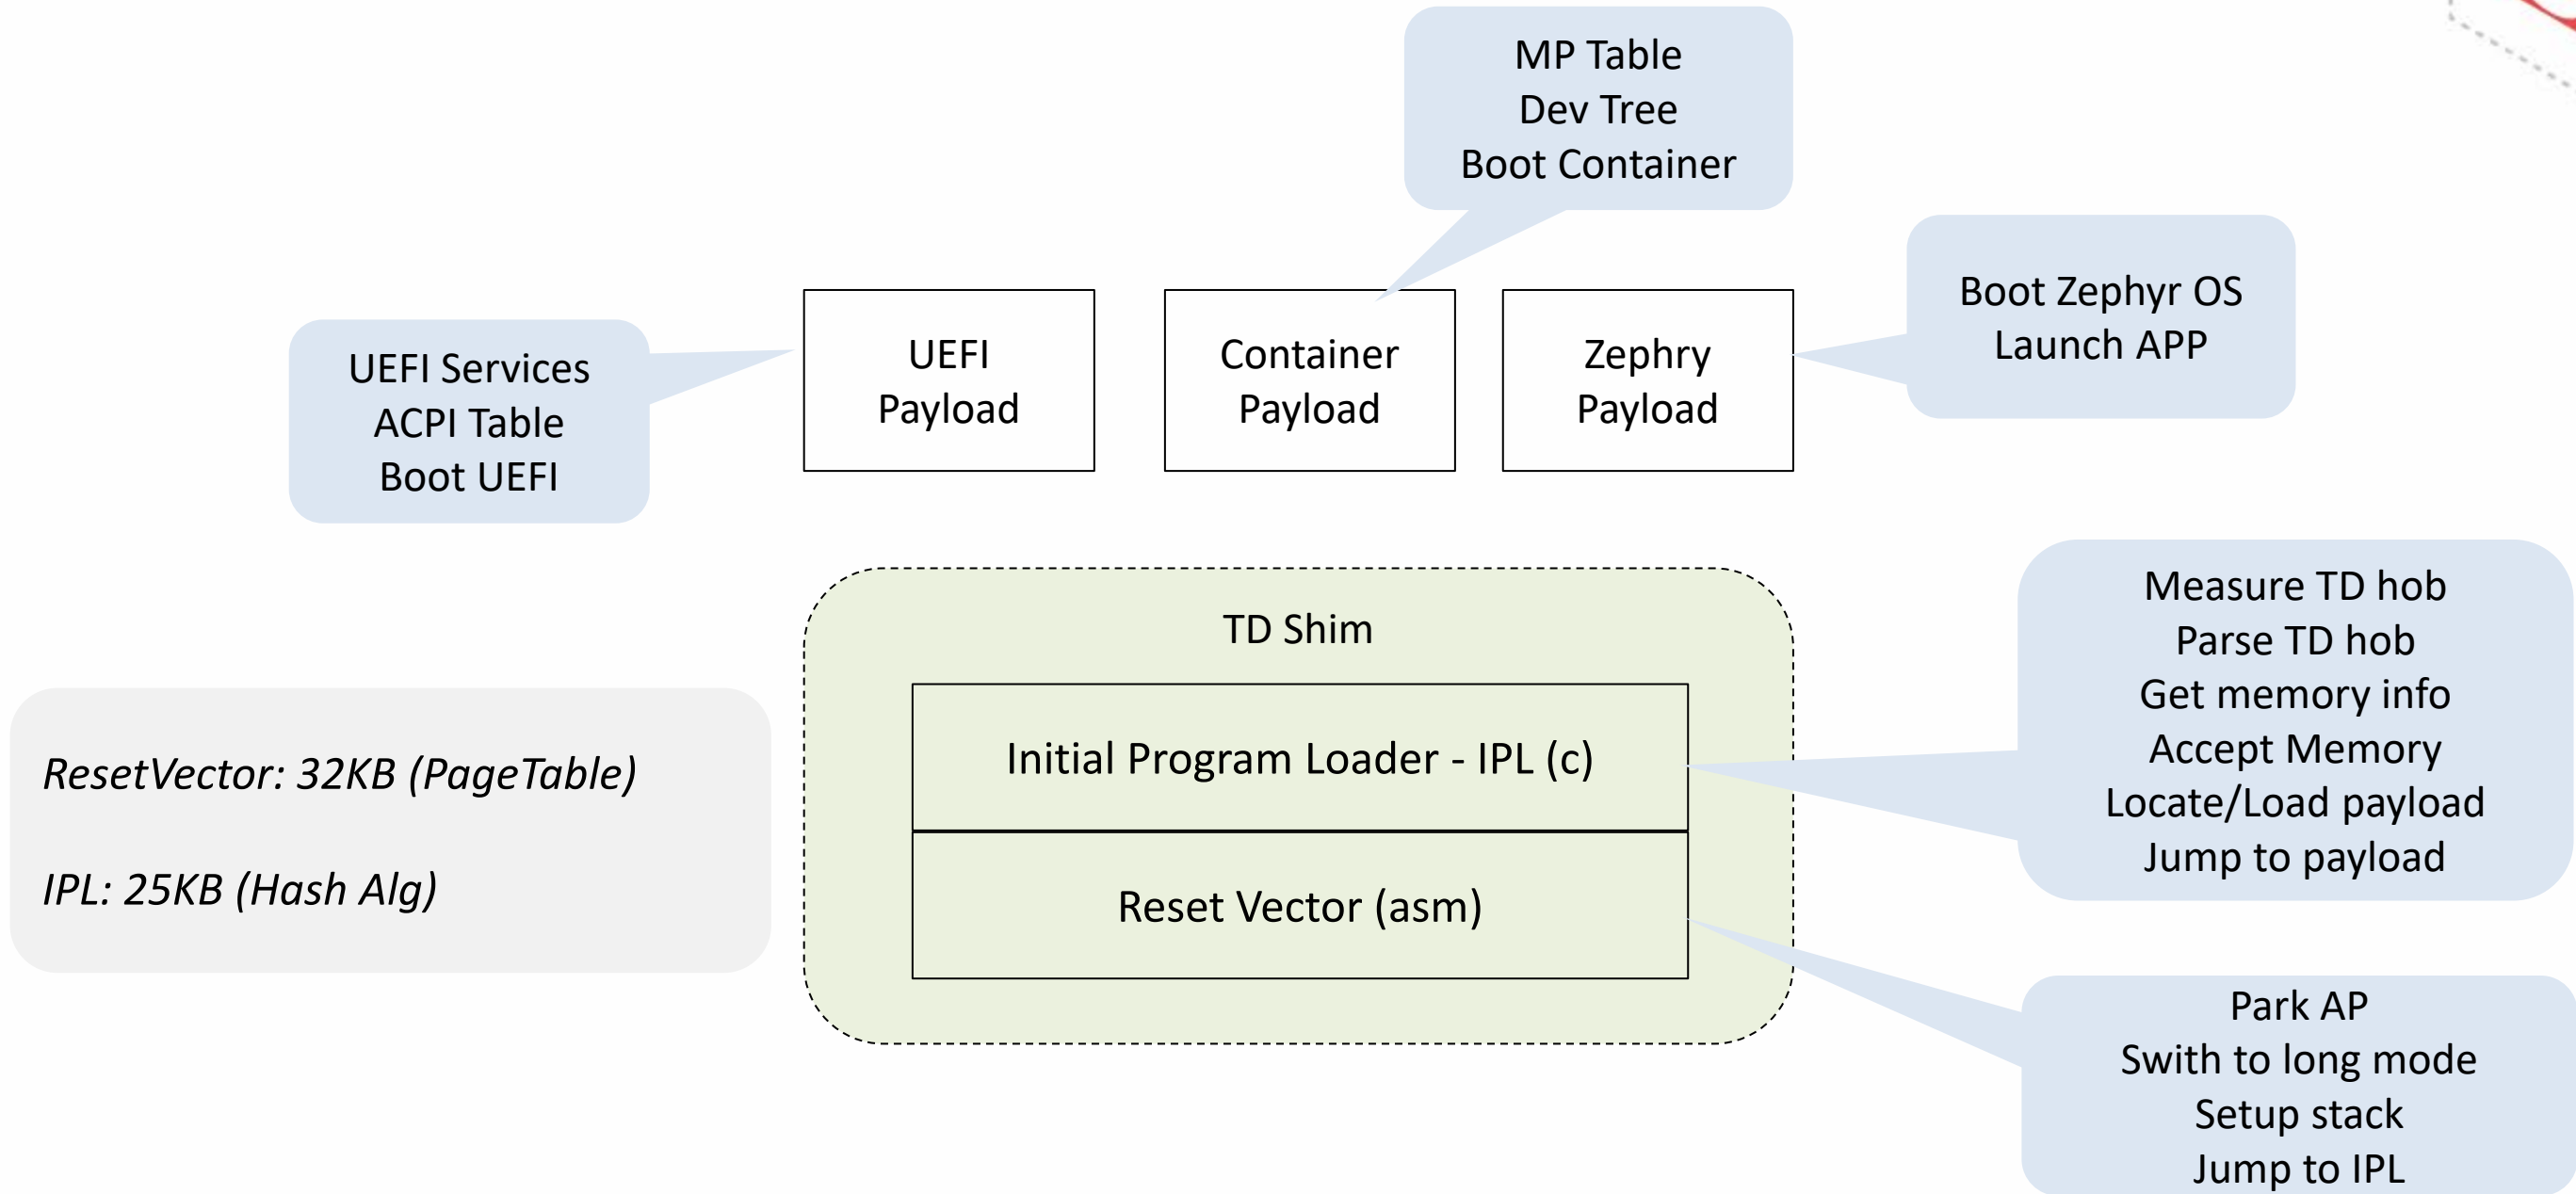 MP Table
Dev Tree
Boot Container
Boot Zephyr OS
Launch APP
UEFI Services
ACPI Table
Boot UEFI
UEFI
Payload
Container
Payload
Zephry
Payload
TD Shim
Initial Program Loader - IPL (c)
Reset Vector (asm)
ResetVector: 32KB (PageTable)
IPL: 25KB (Hash Alg)
Measure TD hob
Parse TD hob
Get memory info
Accept Memory
Locate/Load payload
Jump to payload
Park AP
Swith to long mode
Setup stack
Jump to IPL